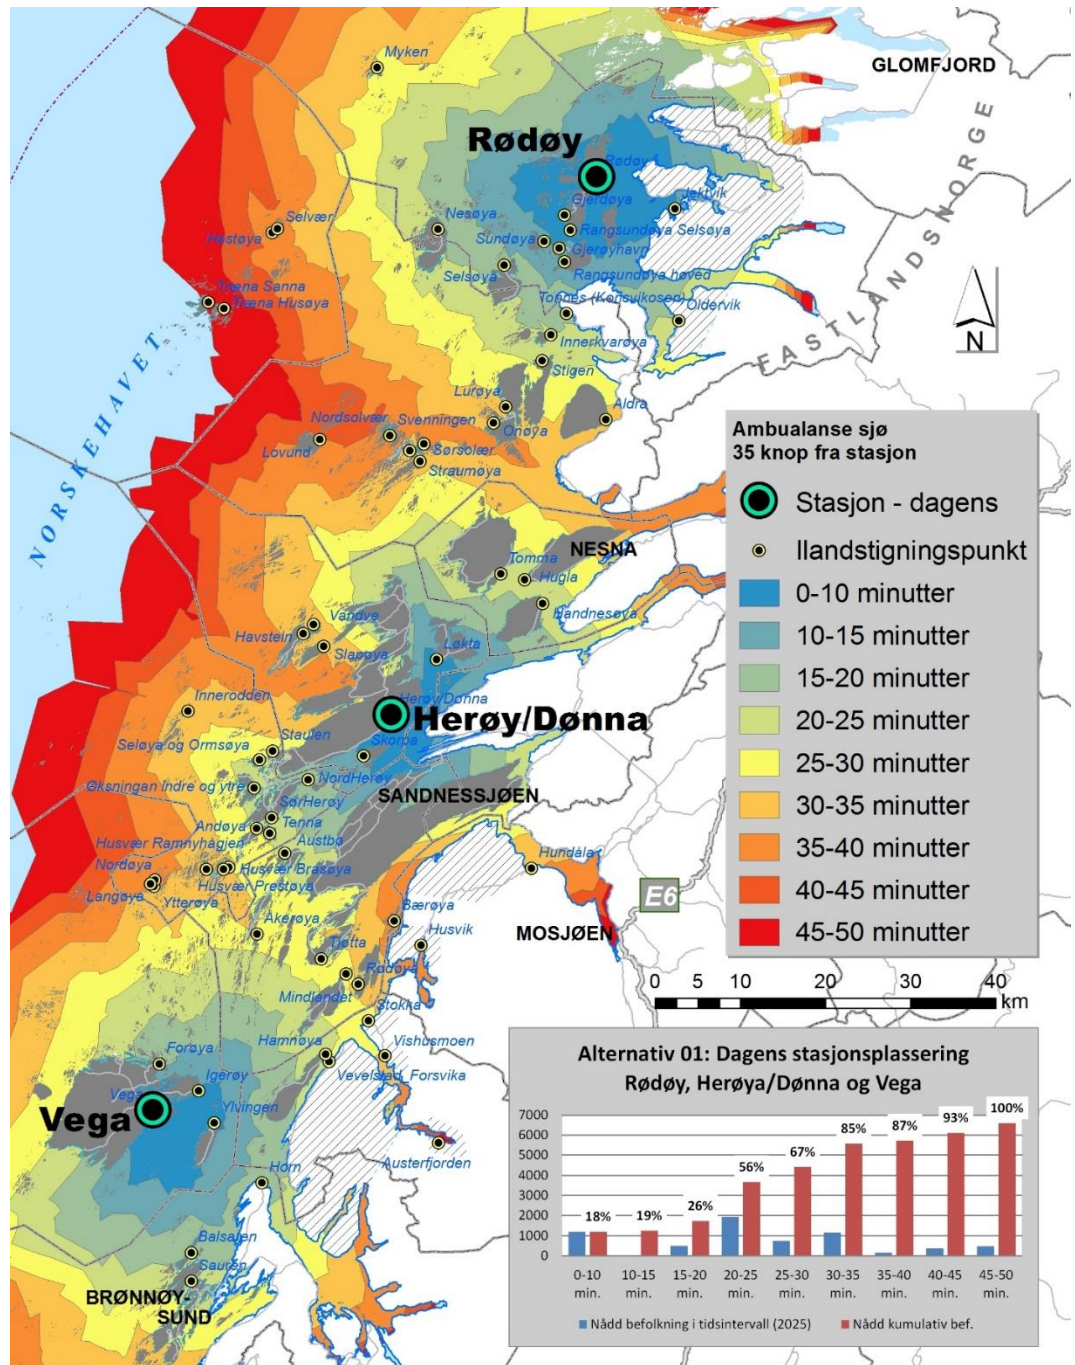 Myken
GLOMFJORD
Rødøy
Rødøy
Jektvik
Gjerdøya
Selvær
Hestøya
Nesøya
Rangsundøya Selsøya
Sundøya
Gjerøyhavn
Selsøya
Rangsundøya hoved
Træna Sanna
Træna Husøya
Tonnes (Konsvikosen)
Oldervik
FASTLANDSNORGE
N
Innerkvarøya
Stigen
NORSKEHAVET
Lurøya
Aldra
Onøya
Nordsolvær
Svenningen
Lovund
Sørsolær
Straumøya
Ambualanse sjø
35 knop fra stasjon
Stasjon - dagens
Ilandstigningspunkt
0-10 minutter
10-15 minutter
15-20 minutter
20-25 minutter
25-30 minutter
30-35 minutter
35-40 minutter
40-45 minutter
45-50 minutter
NESNA
Tomma
Hugla
Handnesøya
Vandve
Havstein
Slapøya
Løkta
Innerodden
Herøy/Dønna
Herøy/Dønna
Skorpa
Staulen
Seløya og Ormsøya
NordHerøy
Øksningan indre og ytre
SørHerøy
SANDNESSJØEN
Tenna
Andøya
Husvær Ramnyhagjen
Austbø
Nordøya
Husvær Brasøya
Husvær Prestøya
Langøya
Ytterøya
Hundåla
E6
MOSJØEN
Bærøya
Åkerøya
Husvik
Tjøtta
Rødøya
Mindlandet
Stokka
0 10 20 30 40
km
Hamnøya
Vishusmoen
Forøya
Vevelstad, Forsvika
Igerøy
Vega
Vega
Ylvingen
Austerfjorden
Horn
Balsøjen
Sauren
BRØNNØY-
SUND
Alternativ 01: Dagens stasjonsplassering
Rødøy, Herøya/Dønna og Vega
7000
6000
5000
4000
3000
2000
1000
0
18%
19%
26%
56%
67%
85%
87%
93%
100%
0-10 10-15 15-20 20-25 25-30 30-35 35-40 40-45 45-50
min. min. min. min. min. min. min. min. min.
Nådd befolkning i tidsintervall (2025)
Nådd kumulativ bef.